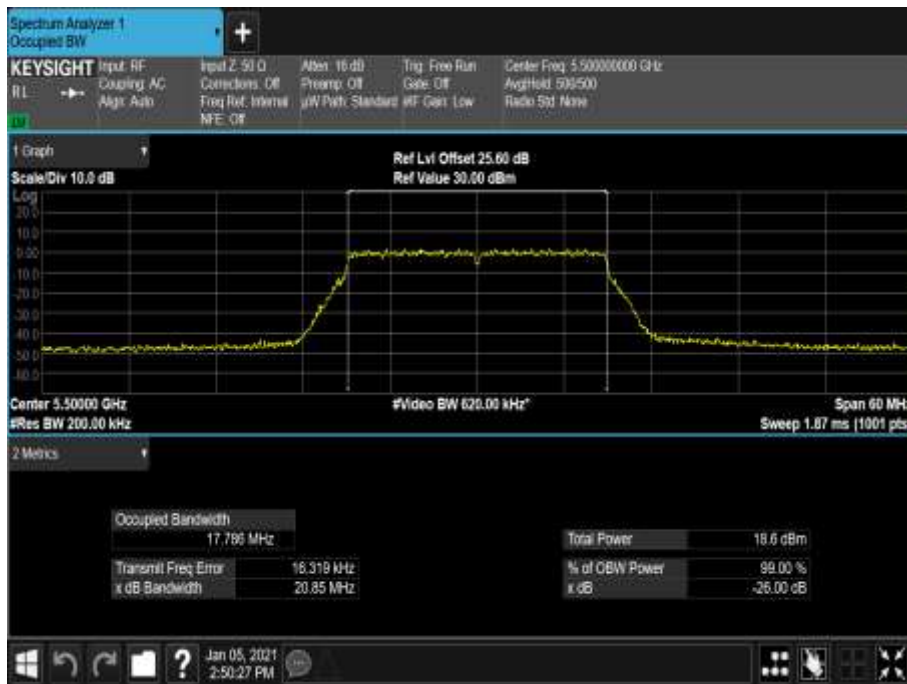 Spectrum Analyzer 1
Occupied BW
+
KEYSIGHT Input: RF Input Z: 50 Ω Atten: 16 dB Trig: Free Run Center Freq: 5.500000000 GHz
RL Coupling: AC Corrections: Off Preamp: Off Gate: Off Avg|Hold: 500/500
Align: Auto Freq Ref: Internal µW Path: Standard #IF Gain: Low Radio Std: None
NFE: Off
1 Graph
Ref Lvl Offset 25.60 dB
Scale/Div 10.0 dB Ref Value 30.00 dBm
Log
20.0
10.0
0.00
-10.0
-20.0
-30.0
-40.0
-50.0
-60.0
Center 5.50000 GHz #Video BW 620.00 kHz* Span 60 MHz
#Res BW 200.00 kHz Sweep 1.87 ms (1001 pts
2 Metrics
Occupied Bandwidth
17.786 MHz Total Power 18.6 dBm
Transmit Freq Error 16.319 kHz % of OBW Power 99.00 %
x dB Bandwidth 20.85 MHz x dB -26.00 dB
? Jan 05, 2021
2:50:27 PM